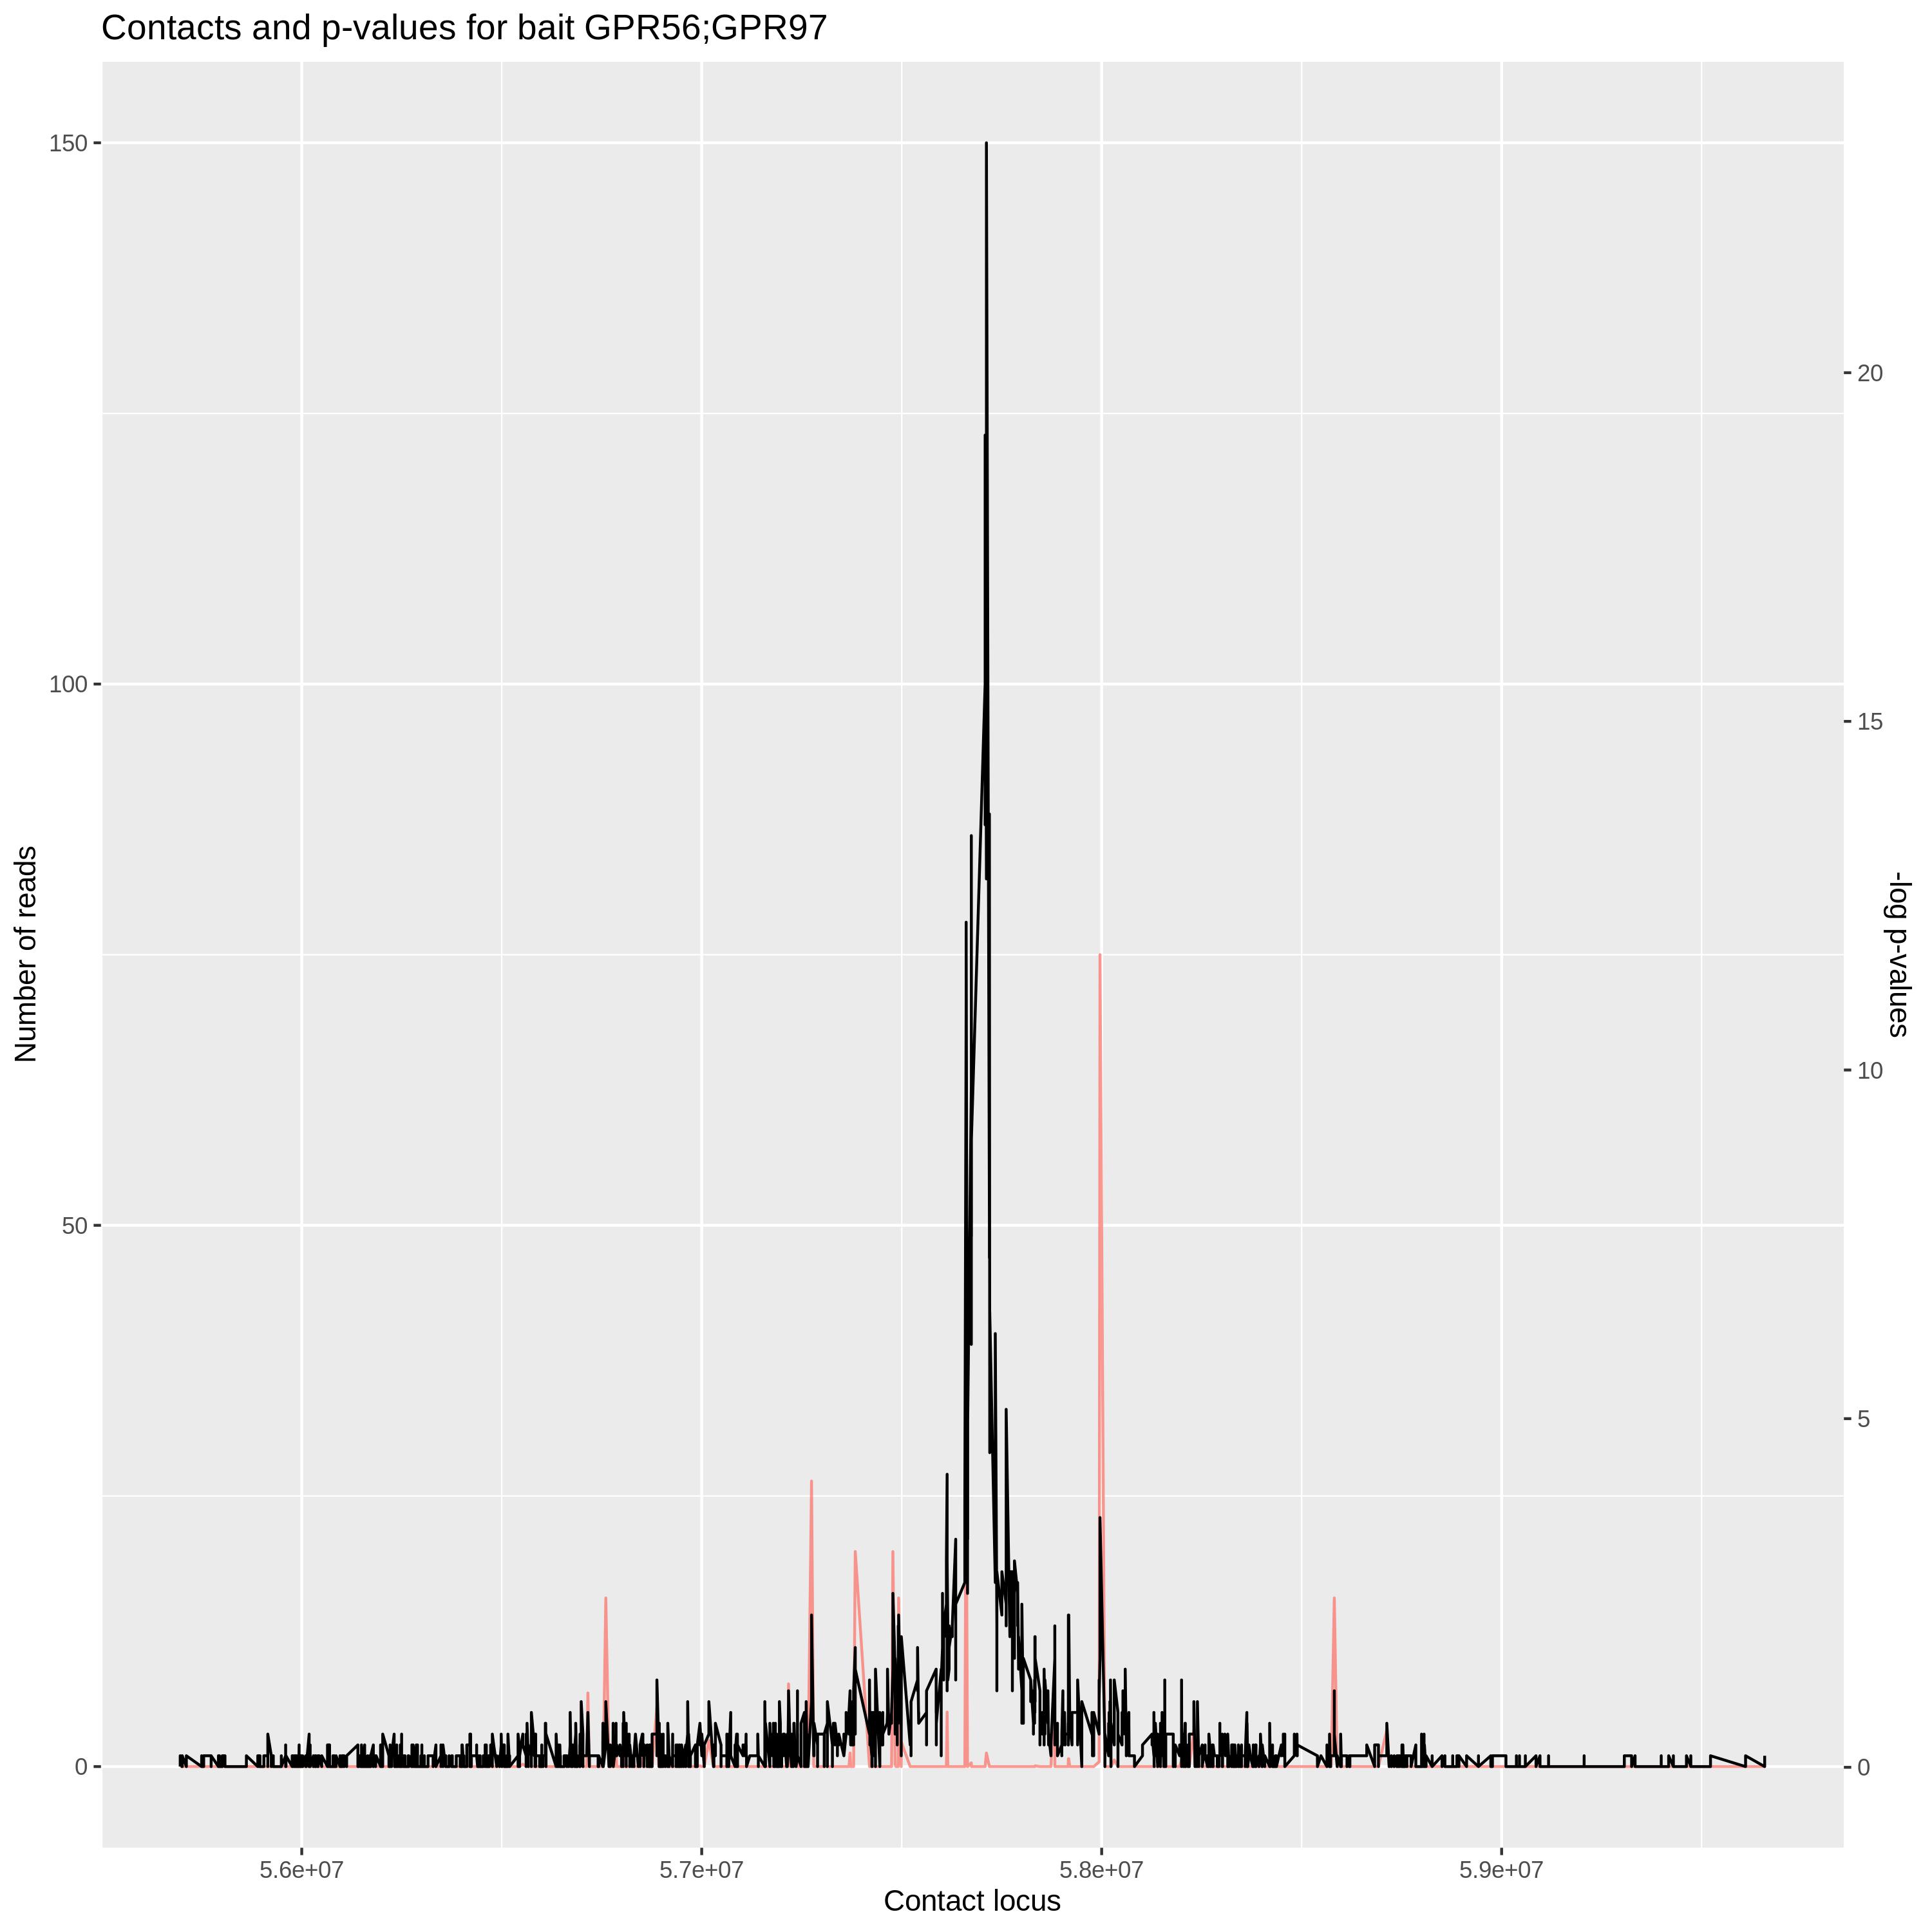 Contacts and p-values for bait GPR56;GPR97
150
100
50
0
Number of reads
20
15
10
5
0
-log p-values
5.6e+07
5.7e+07
5.8e+07
5.9e+07
Contact locus